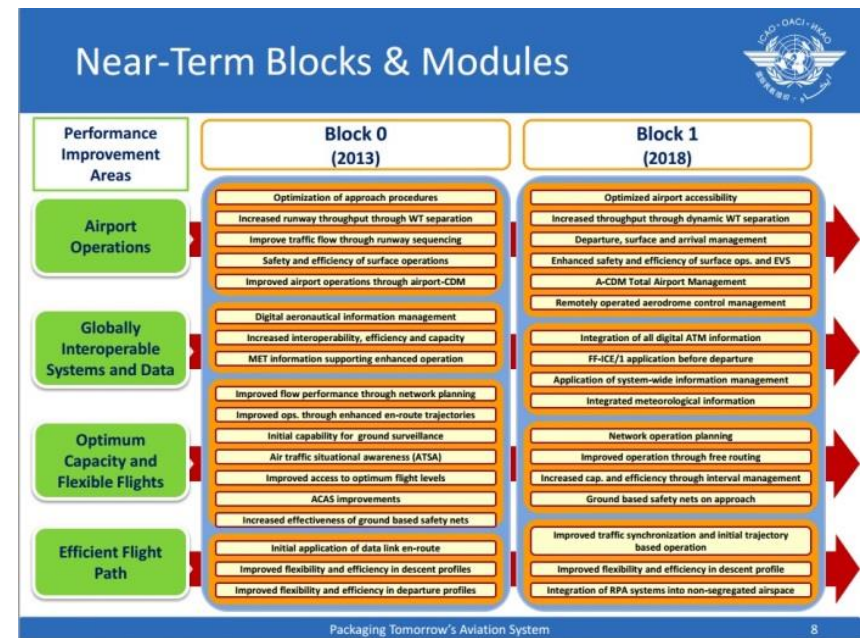 Near-Term Blocks & Modules
ICAO · OACI · ИКАО
Performance
Improvement
Areas
Block 0
(2013)
Block 1
(2018)
Airport
Operations
Optimization of approach procedures
Increased runway throughput through WT separation
Improve traffic flow through runway sequencing
Safety and efficiency of surface operations
Improved airport operations through airport-CDM
Optimized airport accessibility
Increased throughput through dynamic WT separation
Departure, surface and arrival management
Enhanced safety and efficiency of surface ops. and EVS
A-CDM Total Airport Management
Remotely operated aerodrome control management
Globally
Interoperable
Systems and Data
Digital aeronautical information management
Increased interoperability, efficiency and capacity
MET information supporting enhanced operation
Integration of all digital ATM information
FF-ICE/1 application before departure
Application of system-wide information management
Integrated meteorological information
Optimum
Capacity and
Flexible Flights
Improved flow performance through network planning
Improved ops. through enhanced en-route trajectories
Initial capability for ground surveillance
Air traffic situational awareness (ATSA)
Improved access to optimum flight levels
ACAS improvements
Increased effectiveness of ground based safety nets
Network operation planning
Improved operation through free routing
Increased cap. and efficiency through interval management
Ground based safety nets on approach
Efficient Flight
Path
Initial application of data link en-route
Improved flexibility and efficiency in descent profiles
Improved flexibility and efficiency in departure profiles
Improved traffic synchronization and initial trajectory
based operation
Improved flexibility and efficiency in descent profile
Integration of RPA systems into non-segregated airspace
Packaging Tomorrow's Aviation System
8